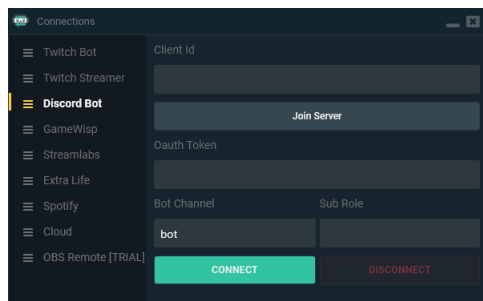 Connections
Twitch Bot
Twitch Streamer
Discord Bot
GameWisp
Streamlabs
Extra Life
Spotify
Cloud
OBS Remote [TRIAL]
Client Id
Join Server
Oauth Token
Bot Channel
Sub Role
bot
CONNECT
DISCONNECT